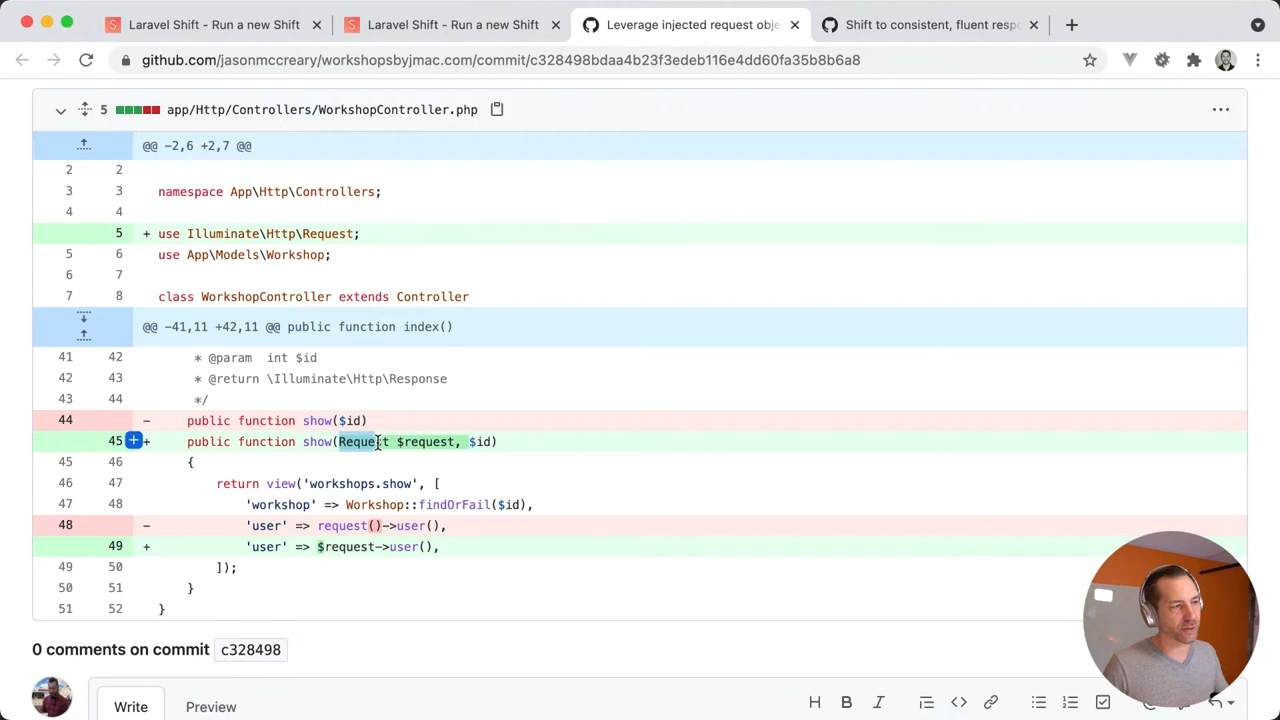 Laravel Shift - Run a new Shift
Laravel Shift - Run a new Shift
Leverage injected request obje
Shift to consistent, fluent respo
github.com/jasonmccreary/workshopsbyjmac.com/commit/c328498bdaa4b23f3edeb116e4dd60fa35b8b6a8
5 app/Http/Controllers/WorkshopController.php
@@ -2,6 +2,7 @@
2 2
3 3 namespace App\Http\Controllers;
4 4
5 + use Illuminate\Http\Request;
5 6 use App\Models\Workshop;
6 7
7 8 class WorkshopController extends Controller
@@ -41,11 +42,11 @@ public function index()
41 42 * @param int $id
42 43 * @return \Illuminate\Http\Response
43 44 */
44 - public function show($id)
45 + public function show(Request $request, $id)
45 46 {
46 47 return view('workshops.show', [
47 48 'workshop' => Workshop::findOrFail($id),
48 - 'user' => request()->user(),
49 + 'user' => $request->user(),
49 50 ]);
50 51 }
51 52 }
0 comments on commit c328498
Write Preview